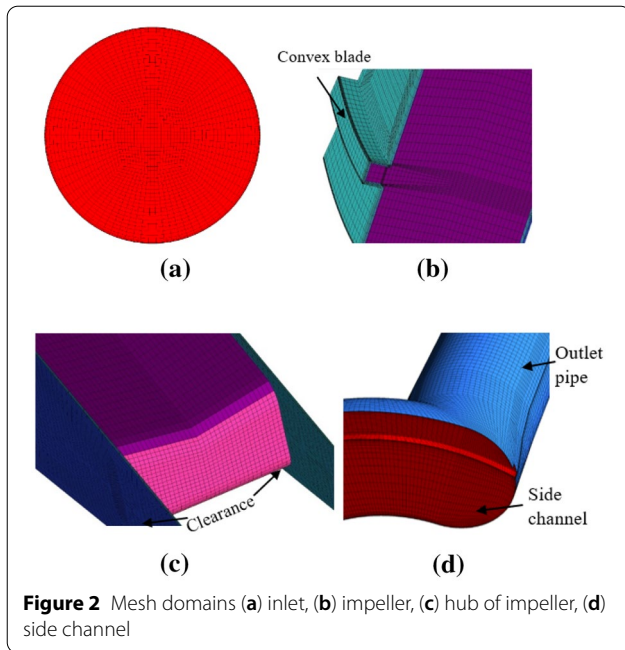 Convex blade
(a)
(b)
Outlet
pipe
Clearance
Side
channel
(c)
(d)
Figure 2 Mesh domains (a) inlet, (b) impeller, (c) hub of impeller, (d)
side channel